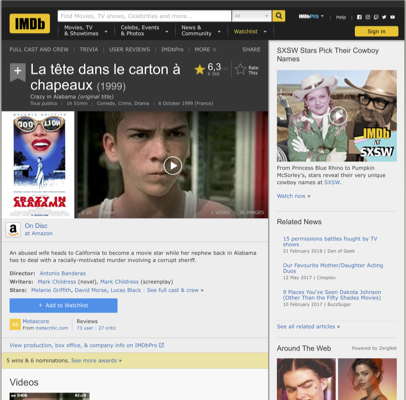 IMDb
Find Movies, TV shows, Celebrities and more...
All
IMDbPro
Help
Movies, TV & Showtimes
Celebs, Events & Photos
News & Community
Watchlist
Sign in
FULL CAST AND CREW | TRIVIA | USER REVIEWS | IMDbPro | MORE
SHARE
La tête dans le carton à
chapeaux (1999)
Crazy in Alabama (original title)
Tous publics | 1h 51min | Comedy, Crime, Drama | 6 October 1999 (France)
6,3
Rate
This
1 VIDEO
IMAGES
On Disc
at Amazon
An abused wife heads to California to become a movie star while her nephew back in Alabama
has to deal with a racially-motivated murder involving a corrupt sheriff.
Director: Antonio Banderas
Writers: Mark Childress (novel), Mark Childress (screenplay)
Stars: Melanie Griffith, David Morse, Lucas Black | See full cast & crew »
+ Add to Watchlist
Metascore
From metacritic.com
Reviews
73 user | 27 critic
View production, box office, & company info on IMDbPro
5 wins & 6 nominations. See more awards »
Videos
SXSW Stars Pick Their Cowboy
Names
IMDb
AT
SXSW
From Princess Blue Rhino to Pumpkin
McSorley's, stars reveal their very unique
cowboy names at SXSW.
Watch now »
Related News
15 permissions battles fought by TV
shows
21 February 2018 | Den of Geek
Our Favourite Mother/Daughter Acting
Duos
12 May 2017 | Cineplex
9 Places You've Seen Dakota Johnson
(Other Than the Fifty Shades Movies)
10 February 2017 | BuzzSugar
See all related articles »
Around The Web
Powered by ZergNet